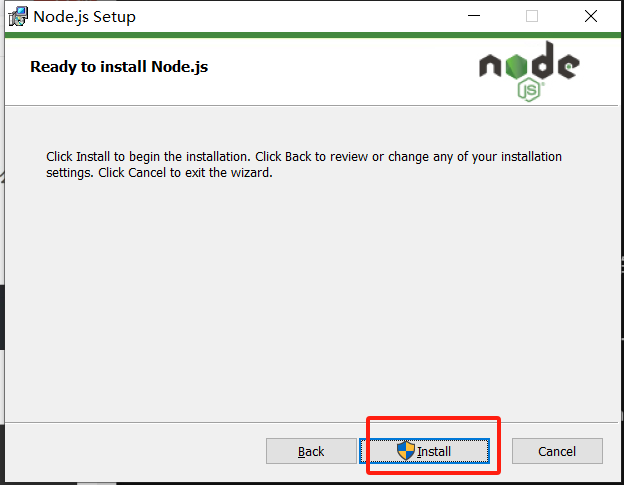 Node.js Setup
Ready to install Node.js
node
JS
Click Install to begin the installation. Click Back to review or change any of your installation
settings. Click Cancel to exit the wizard.
Back
Install
Cancel